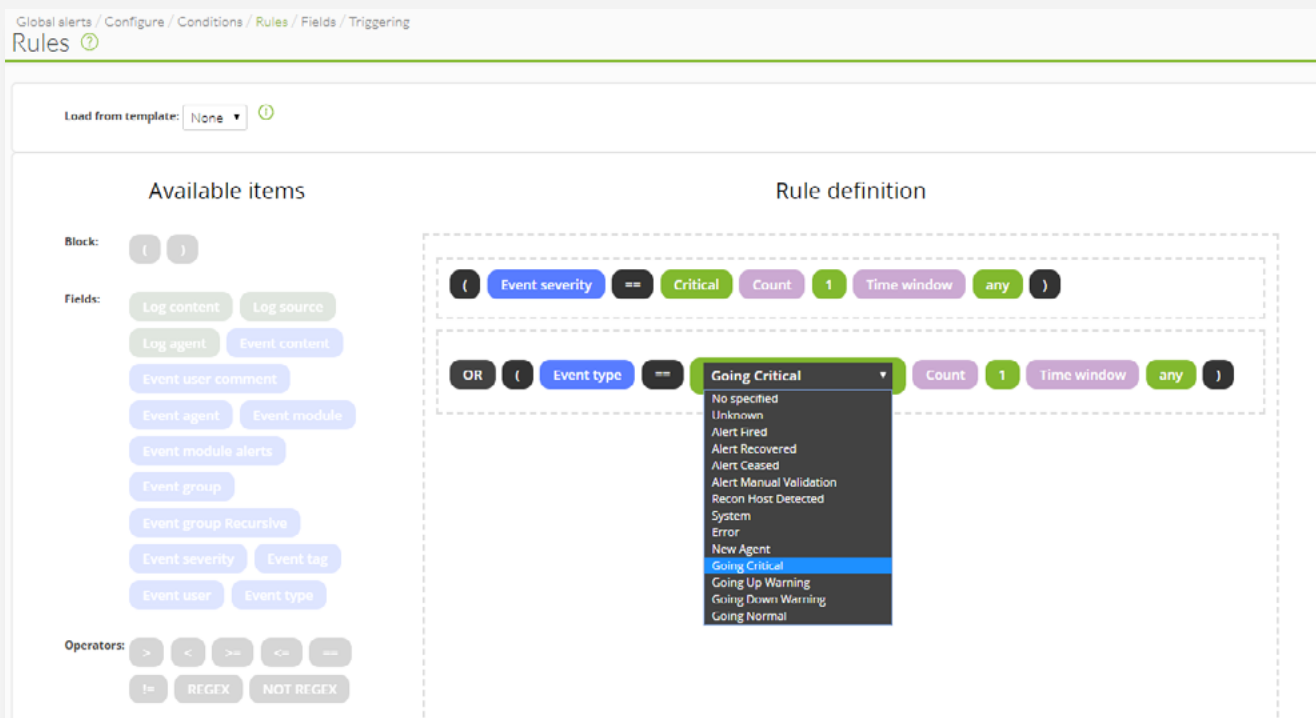 Global alerts / Configure / Conditions / Rules / Fields / Triggering
Rules ?
Load from template: None
Available items
Block: ( )
Fields: Log content Log source
Log agent Event content
Event user comment
Event agent Event module
Event module alerts
Event group
Event group Recursive
Event severity Event tag
Event user Event type
Operators: > < >= <= ==
!= REGEX NOT REGEX
Rule definition
( Event severity == Critical Count 1 Time window any )
OR ( Event type == Going Critical Count 1 Time window any )
No specified
Unknown
Alert Fired
Alert Recovered
Alert Ceased
Alert Manual Validation
Recon Host Detected
System
Error
New Agent
Going Critical
Going Up Warning
Going Down Warning
Going Normal